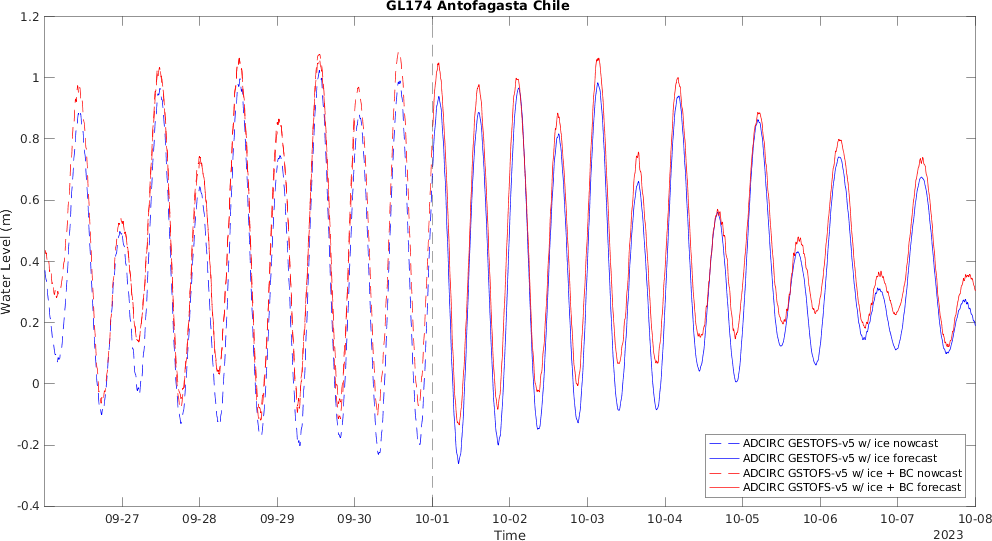 GL174 Antofagasta Chile
Water Level (m)
1.2
1
0.8
0.6
0.4
0.2
0
-0.2
-0.4
ADCIRC GESTOFS-v5 w/ ice nowcast
ADCIRC GESTOFS-v5 w/ ice forecast
ADCIRC GSTOFS-v5 w/ ice + BC nowcast
ADCIRC GSTOFS-v5 w/ ice + BC forecast
09-27 09-28 09-29 09-30 10-01 10-02 10-03 10-04 10-05 10-06 10-07 10-08
Time
2023